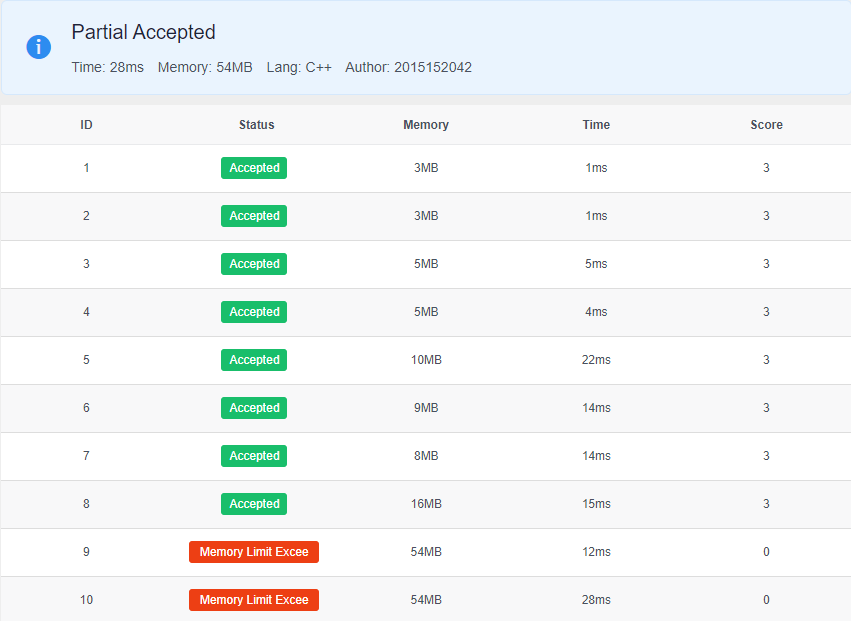 Partial Accepted
Time: 28ms Memory: 54MB Lang: C++ Author: 2015152042
ID Status Memory Time Score
1 Accepted 3MB 1ms 3
2 Accepted 3MB 1ms 3
3 Accepted 5MB 5ms 3
4 Accepted 5MB 4ms 3
5 Accepted 10MB 22ms 3
6 Accepted 9MB 14ms 3
7 Accepted 8MB 14ms 3
8 Accepted 16MB 15ms 3
9 Memory Limit Excee 54MB 12ms 0
10 Memory Limit Excee 54MB 28ms 0